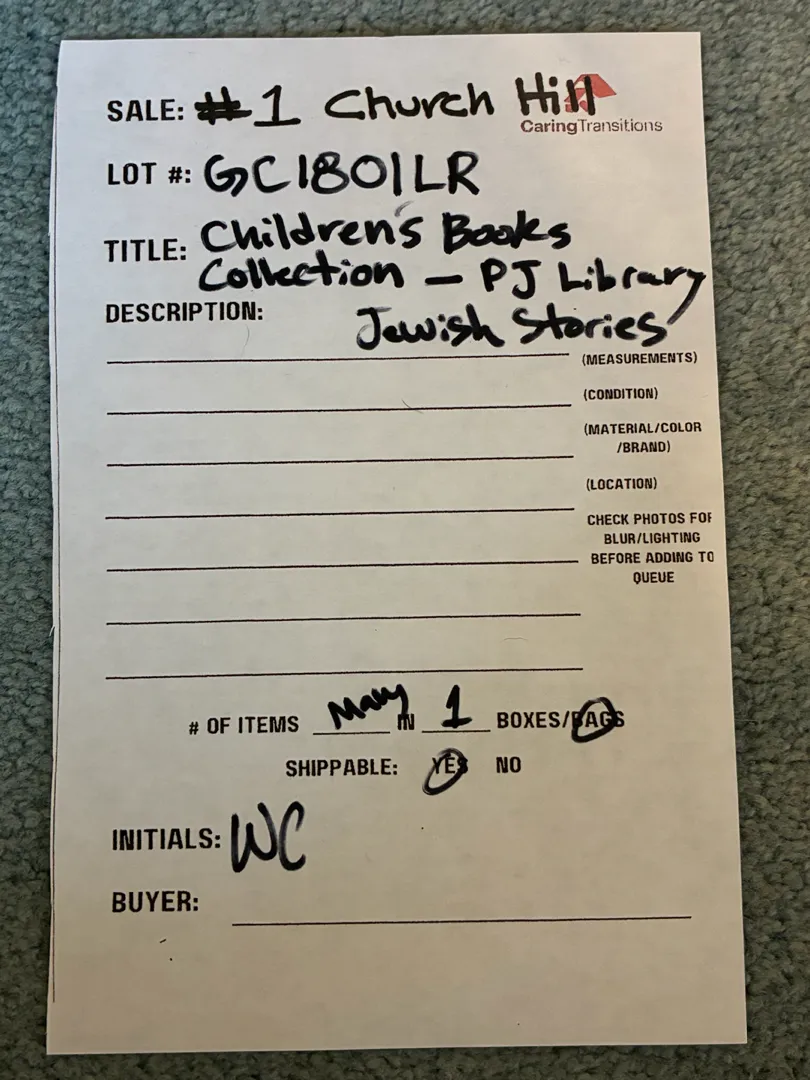 SALE: #1 Church Hill
CaringTransitions
LOT #: GC1801LR
TITLE: Children's Books
Collection - PJ Library
DESCRIPTION: Jewish Stories
(MEASUREMENTS)
(CONDITION)
(MATERIAL/COLOR
/BRAND)
(LOCATION)
CHECK PHOTOS FOR
BLUR/LIGHTING
BEFORE ADDING TO
QUEUE
# OF ITEMS Many IN 1 BOXES/BAGS
SHIPPABLE: YES NO
INITIALS: WC
BUYER: